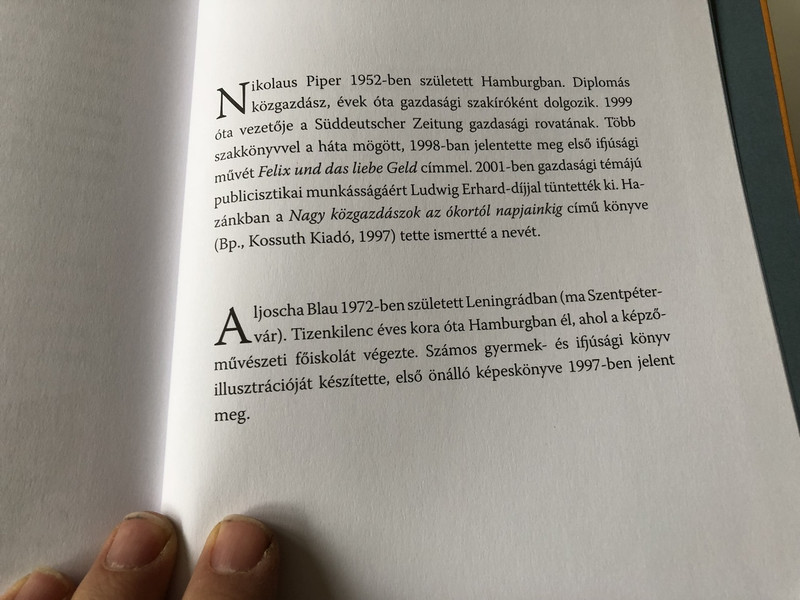 Nikolaus Piper 1952-ben született Hamburgban. Diplomás
közgazdász, évek óta gazdasági szakíróként dolgozik. 1999
óta vezetője a Süddeutscher Zeitung gazdasági rovatának. Több
szakkönyvvel a háta mögött, 1998-ban jelentette meg első ifjúsági
művét Felix und das liebe Geld címmel. 2001-ben gazdasági témájú
publicisztikai munkásságáért Ludwig Erhard-díjjal tüntették ki. Ha-
zánkban a Nagy közgazdászok az ókortól napjainkig című könyve
(Bp., Kossuth Kiadó, 1997) tette ismertté a nevét.
Aljoscha Blau 1972-ben született Leningrádban (ma Szentpéter-
vár). Tizenkilenc éves kora óta Hamburgban él, ahol a képző-
művészeti főiskolát végezte. Számos gyermek- és ifjúsági könyv
illusztrációját készítette, első önálló képeskönyve 1997-ben jelent
meg.